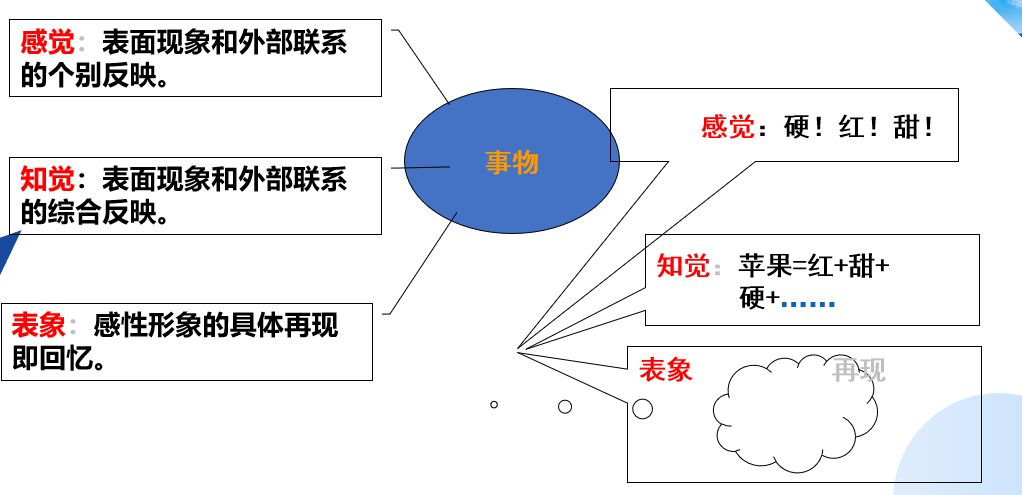 感觉：表面现象和外部联系
的个别反映。
知觉：表面现象和外部联系
的综合反映。
表象：感性形象的具体再现
即回忆。
事物
感觉：硬！红！甜！
知觉：苹果=红+甜+
硬+……
表象
再现